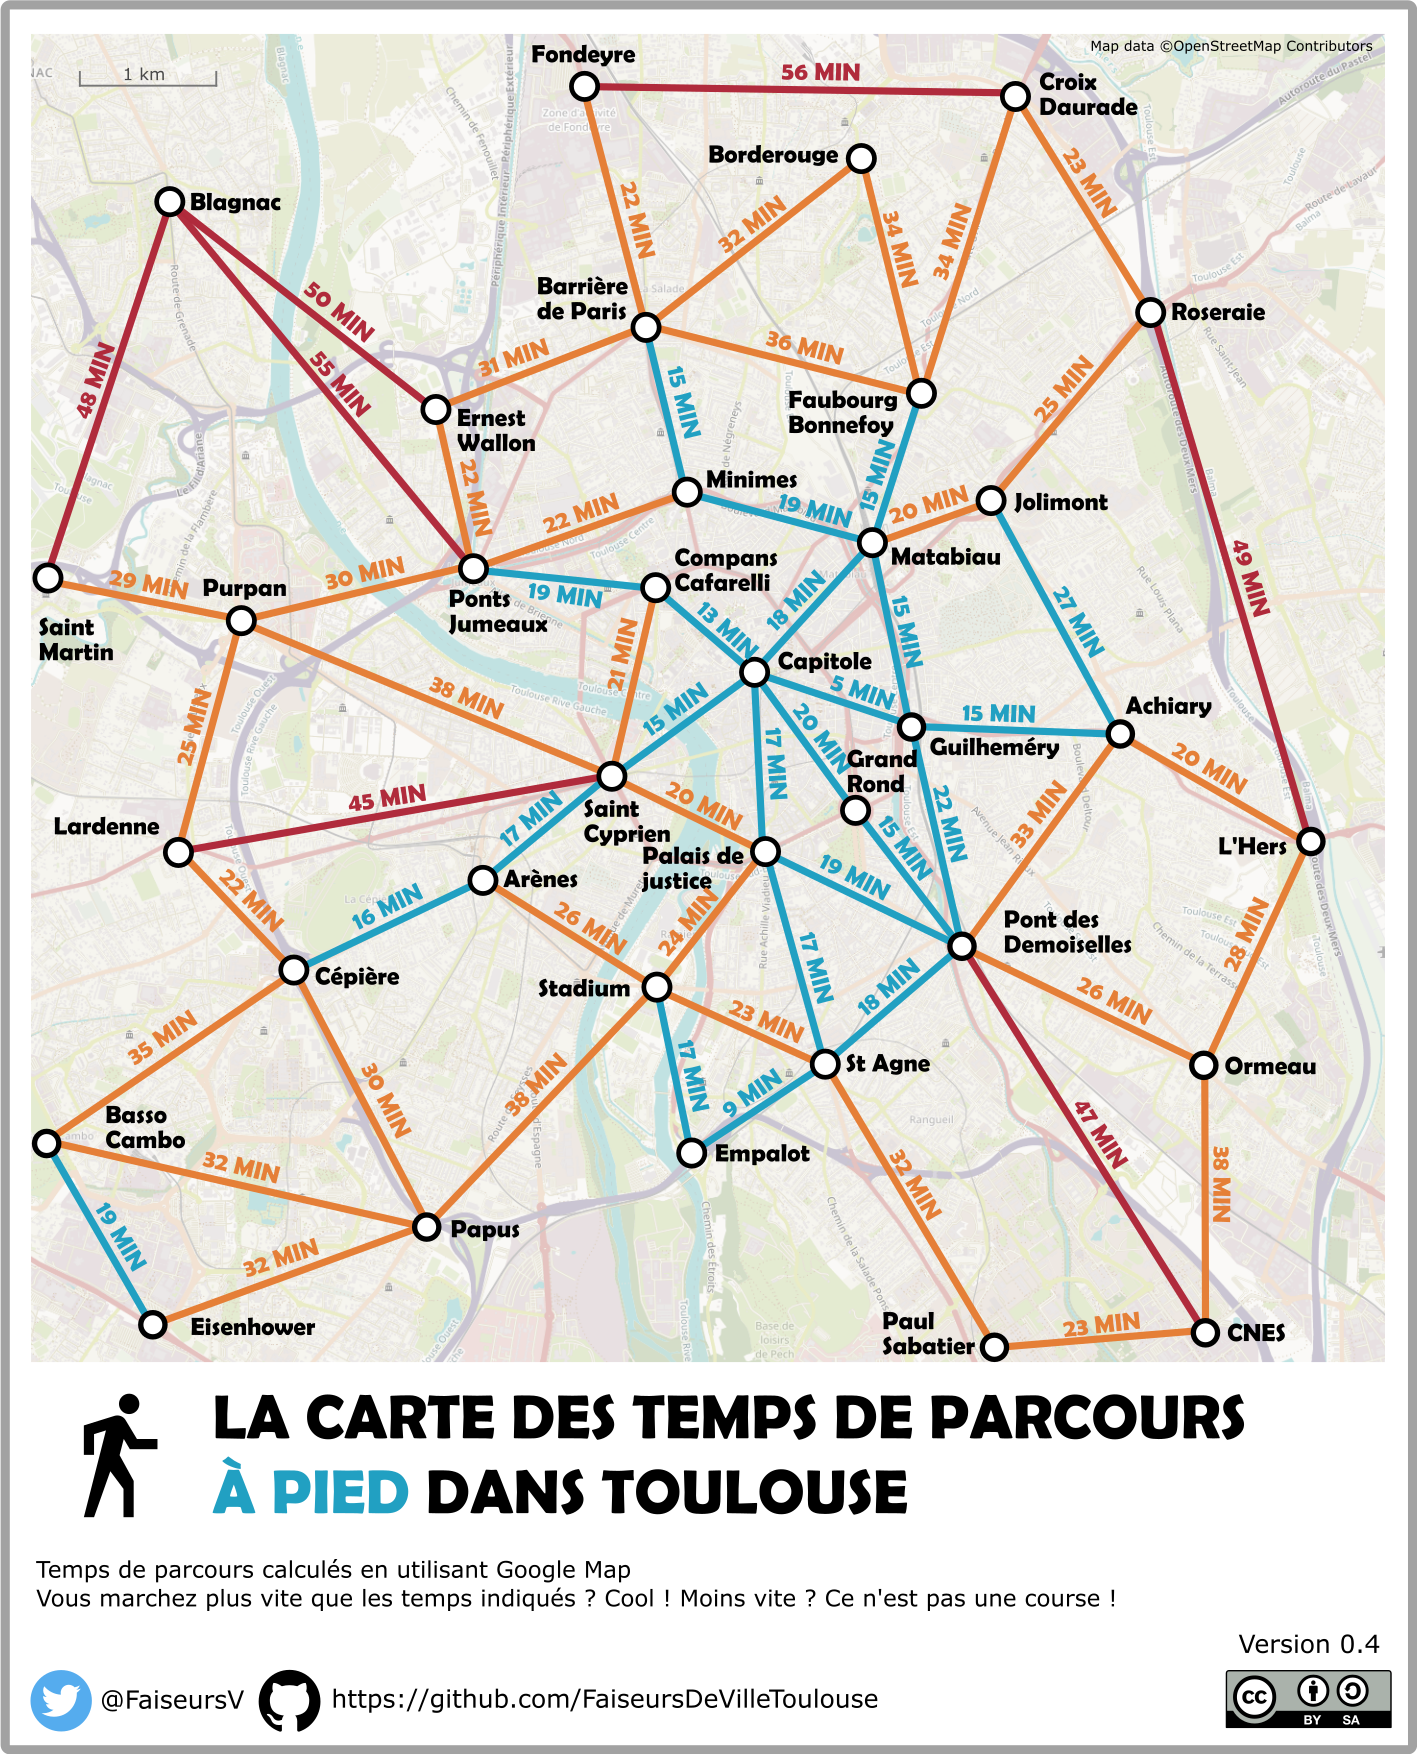 Map data ©OpenStreetMap Contributors
1 km
Fondeyre
56 MIN
Croix
Daurade
Borderouge
23 MIN
Blagnac
22 MIN
32 MIN
34 MIN
34 MIN
Barrière
de Paris
50 MIN
Roseraie
31 MIN
36 MIN
48 MIN
55 MIN
15 MIN
25 MIN
Faubourg
Bonnefoy
Ernest
Wallon
22 MIN
Minimes
15 MIN
22 MIN
19 MIN
20 MIN
Jolimont
Matabiau
Compans
Cafarelli
49 MIN
29 MIN
Purpan
30 MIN
19 MIN
Ponts
Jumeaux
13 MIN
18 MIN
15 MIN
27 MIN
Saint
Martin
21 MIN
Capitole
38 MIN
15 MIN
5 MIN
25 MIN
20 MIN
17 MIN
15 MIN
Achiary
Guilheméry
Grand
Rond
20 MIN
45 MIN
Saint
Cyprien
20 MIN
22 MIN
33 MIN
Lardenne
17 MIN
15 MIN
L'Hers
Palais de
justice
19 MIN
Arènes
22 MIN
16 MIN
26 MIN
24 MIN
Pont des
Demoiselles
28 MIN
Cépière
Stadium
17 MIN
18 MIN
26 MIN
35 MIN
23 MIN
30 MIN
38 MIN
17 MIN
9 MIN
St Agne
Ormeau
Basso
Cambo
47 MIN
32 MIN
Empalot
32 MIN
38 MIN
19 MIN
32 MIN
Papus
Eisenhower
Paul
Sabatier
23 MIN
CNES
LA CARTE DES TEMPS DE PARCOURS
À PIED DANS TOULOUSE
Temps de parcours calculés en utilisant Google Map
Vous marchez plus vite que les temps indiqués ? Cool ! Moins vite ? Ce n'est pas une course !
Version 0.4
@FaiseursV
https://github.com/FaiseursDeVilleToulouse
cc
BY SA